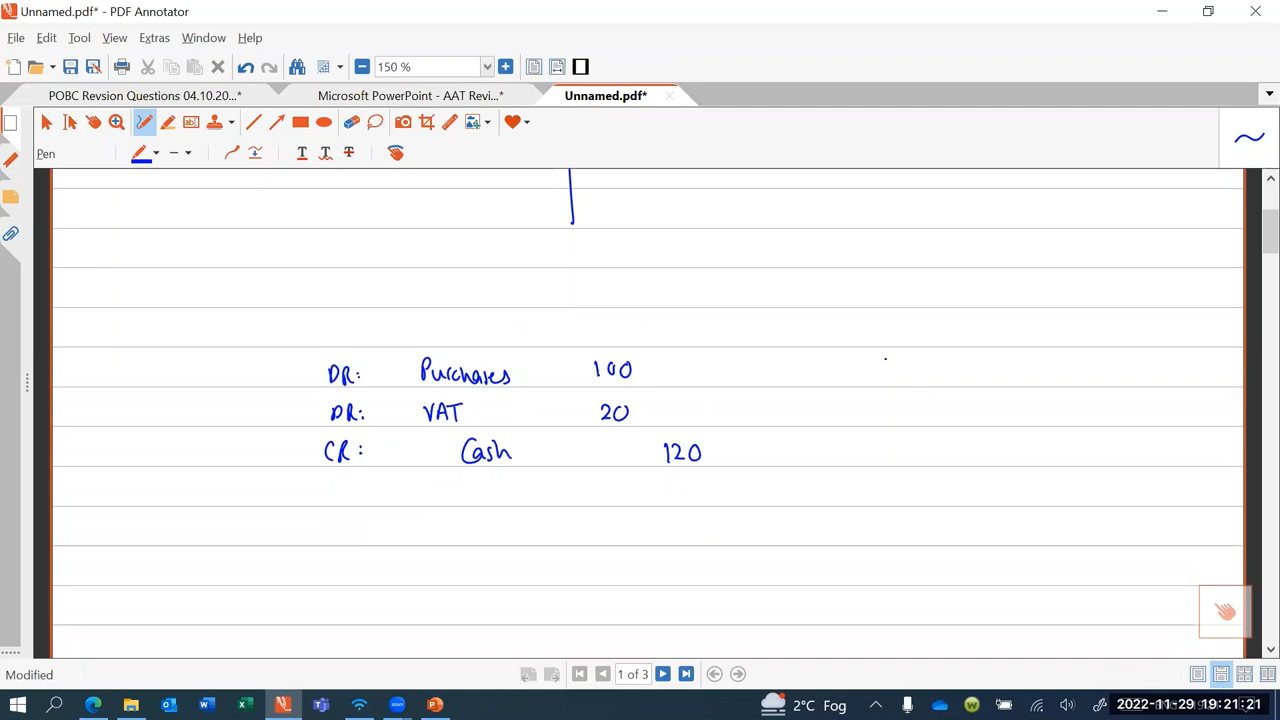 Unnamed.pdf* - PDF Annotator
File Edit Tool View Extras Window Help
150 %
POBC Revsion Questions 04.10.20...* Microsoft PowerPoint - AAT Revi...* Unnamed.pdf*
Pen
DR: Purchases 100
DR: VAT 20
CR: Cash 120
Modified
1 of 3
2°C Fog
2022-11-29 19:21:21